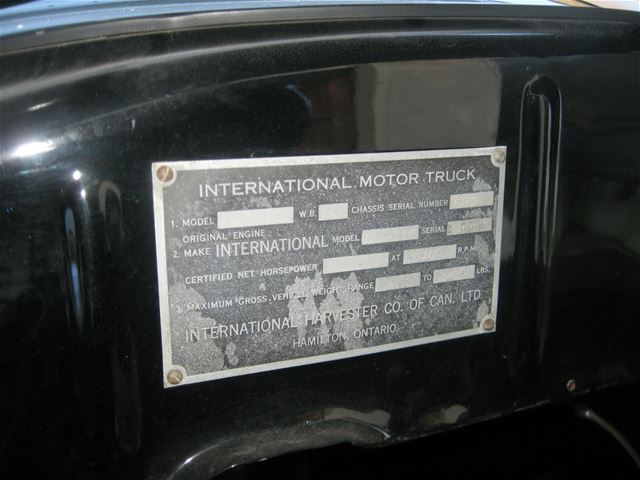 INTERNATIONAL MOTOR TRUCK
1. MODEL W.B. CHASSIS SERIAL NUMBER
ORIGINAL ENGINE
2. MAKE INTERNATIONAL MODEL SERIAL
CERTIFIED NET HORSEPOWER AT R.P.M.
3. MAXIMUM GROSS VEHICLE WEIGHT RANGE TO LBS.
INTERNATIONAL HARVESTER CO. OF CAN. LTD.
HAMILTON, ONTARIO.